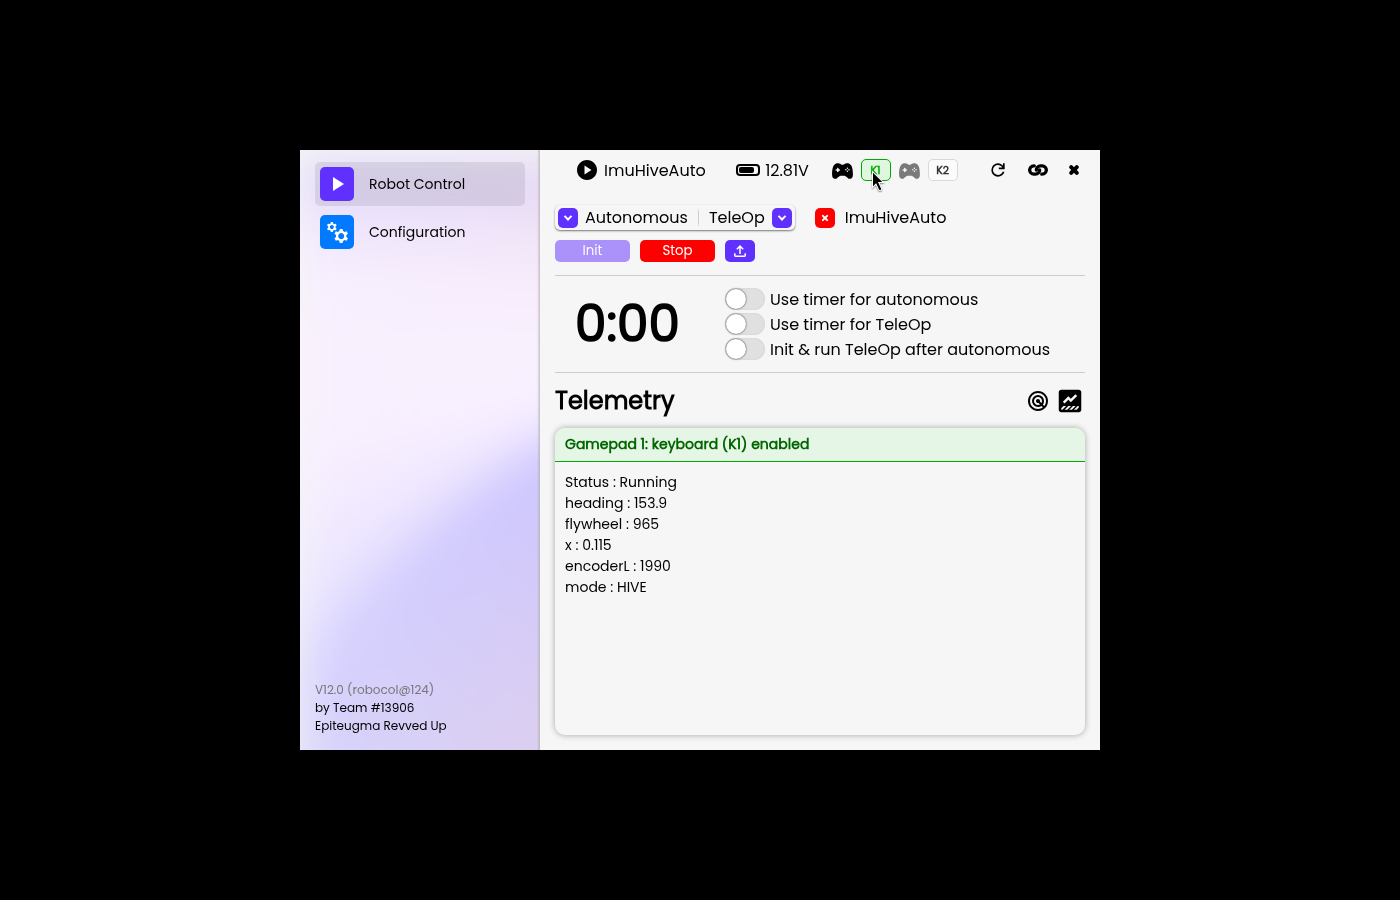 Robot Control
Configuration
V12.0 (robocol@124)
by Team #13906
Epiteugma Revved Up
ImuHiveAuto 12.81V K1 K2
Autonomous TeleOp ImuHiveAuto
Init Stop
0:00
Use timer for autonomous
Use timer for TeleOp
Init & run TeleOp after autonomous
Telemetry
Gamepad 1: keyboard (K1) enabled
Status : Running
heading : 153.9
flywheel : 965
x : 0.115
encoderL : 1990
mode : HIVE